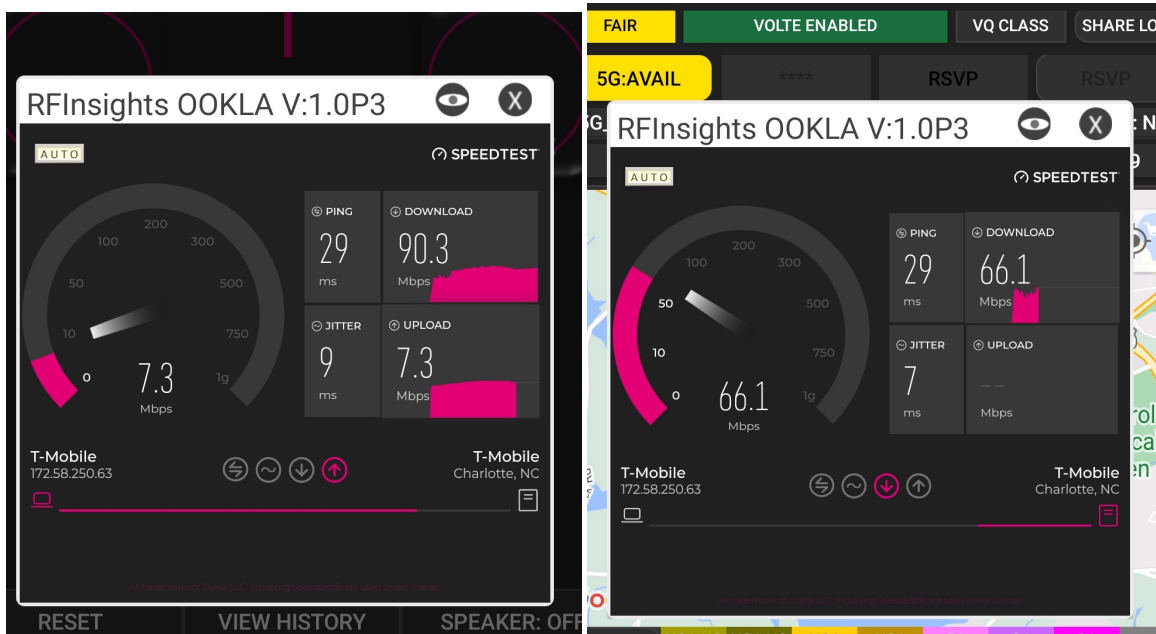 RFInsights OOKLA V:1.0P3
X
AUTO
SPEEDTEST
0
10
50
100
200
300
500
750
1g
7.3
Mbps
PING
29
ms
DOWNLOAD
90.3
Mbps
JITTER
9
ms
UPLOAD
7.3
Mbps
T-Mobile
172.58.250.63
T-Mobile
Charlotte, NC
RESET
VIEW HISTORY
SPEAKER: OFF
FAIR
VOLTE ENABLED
VQ CLASS
SHARE LO
5G:AVAIL
****
RSVP
RSVP
RFInsights OOKLA V:1.0P3
X
AUTO
SPEEDTEST
0
10
50
100
200
300
500
750
1g
66.1
Mbps
PING
29
ms
DOWNLOAD
66.1
Mbps
JITTER
7
ms
UPLOAD
Mbps
T-Mobile
172.58.250.63
T-Mobile
Charlotte, NC